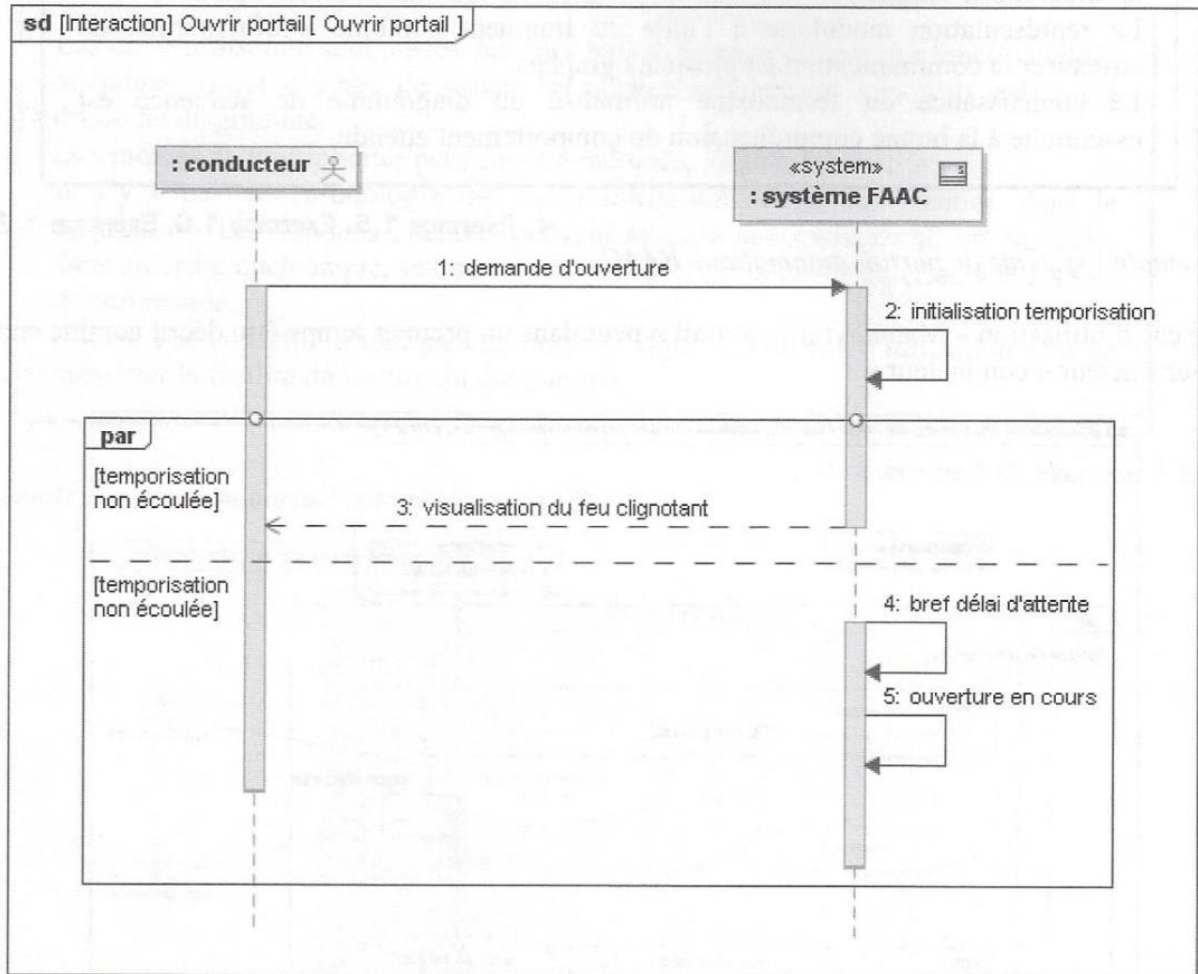 sd [Interaction] Ouvrir portail [ Ouvrir portail ]
: conducteur
«system»
: système FAAC
1: demande d'ouverture
2: initialisation temporisation
par
[temporisation
non écoulée]
3: visualisation du feu clignotant
[temporisation
non écoulée]
4: bref délai d'attente
5: ouverture en cours